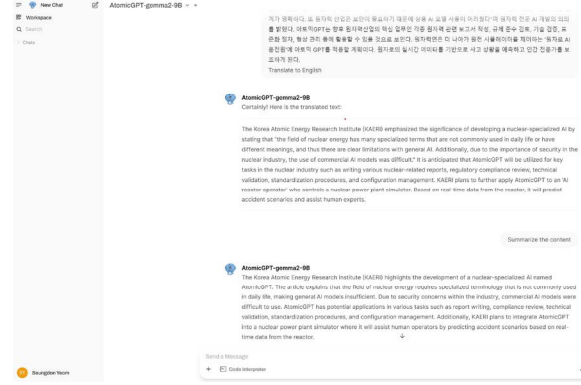 New Chat
AtomicGPT-gemma2-9B
Workspace
Search
Chats
Translate to English
AtomicGPT-gemma2-9B
Certainly! Here is the translated text:
The Korea Atomic Energy Research Institute (KAERI) emphasized the significance of developing a nuclear-specialized AI by
stating that "the field of nuclear energy has many specialized terms that are not commonly used in daily life or have
different meanings, and thus there are clear limitations with general AI. Additionally, due to the importance of security in the
nuclear industry, the use of commercial AI models was difficult." It is anticipated that AtomicGPT will be utilized for key
tasks in the nuclear industry such as writing various nuclear-related reports, regulatory compliance review, technical
validation, standardization procedures, and configuration management. KAERI plans to further apply AtomicGPT to an 'AI
reactor operator' who controls a nuclear power plant simulator. Based on real-time data from the reactor, it will predict
accident scenarios and assist human experts.
Summarize the content
AtomicGPT-gemma2-9B
The Korea Atomic Energy Research Institute (KAERI) highlights the development of a nuclear-specialized AI named
AtomicGPT. The article explains that the field of nuclear energy requires specialized terminology that is not commonly used
in daily life, making general AI models insufficient. Due to security concerns within the industry, commercial AI models were
difficult to use. AtomicGPT has potential applications in various tasks such as report writing, compliance review, technical
validation, standardization procedures, and configuration management. Additionally, KAERI plans to integrate AtomicGPT
into a nuclear power plant simulator where it will assist human operators by predicting accident scenarios based on real-
time data from the reactor.
Send a Message
Code Interpreter
Seungdon Yeom